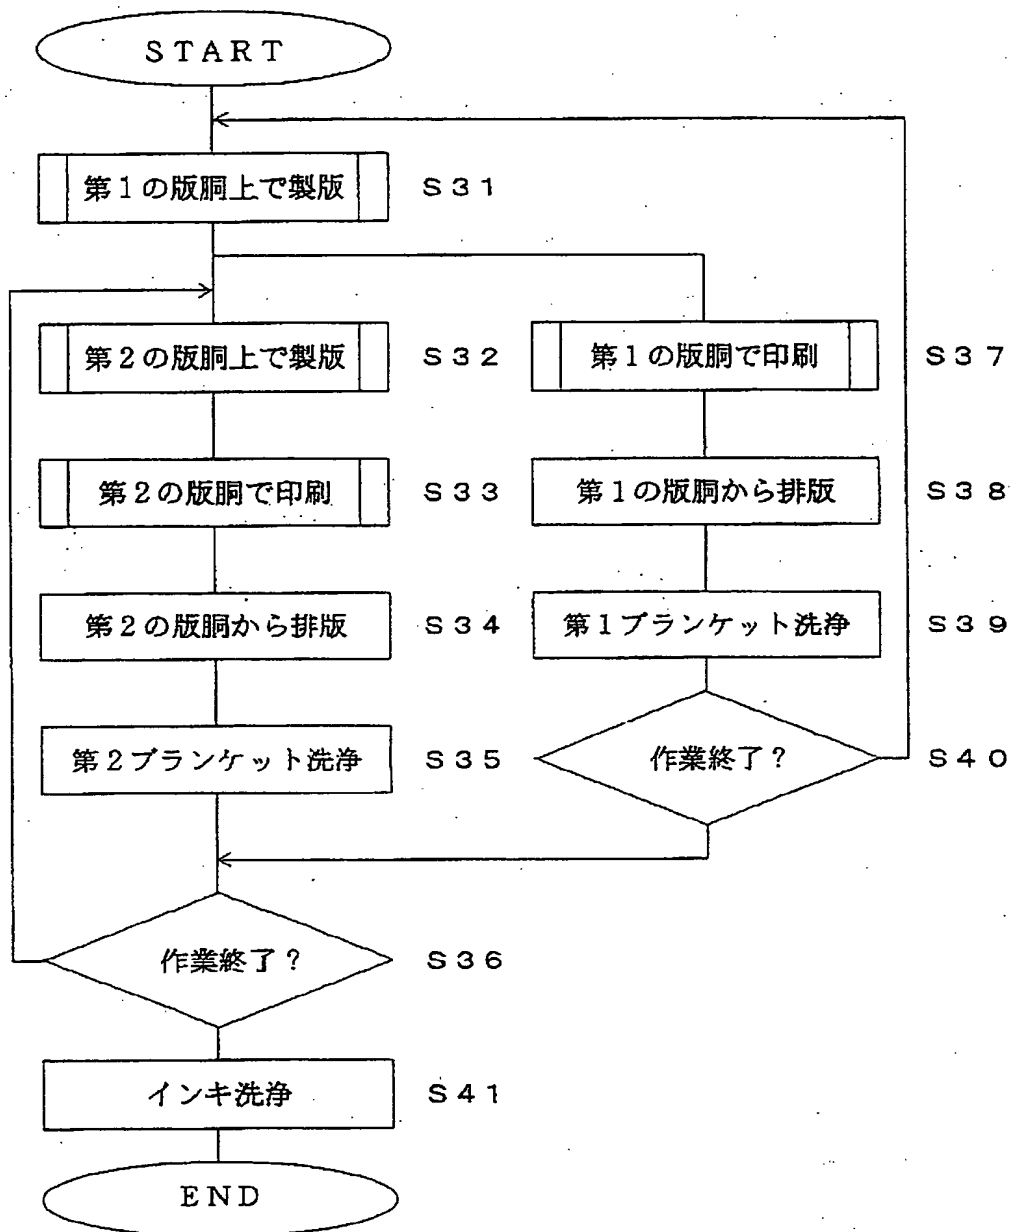 START
第1の版胴上で製版 S31
第2の版胴上で製版 S32 第1の版胴で印刷 S37
第2の版胴で印刷 S33 第1の版胴から排版 S38
第2の版胴から排版 S34 第1ブランケット洗浄 S39
第2ブランケット洗浄 S35 作業終了? S40
作業終了? S36
インキ洗浄 S41
END